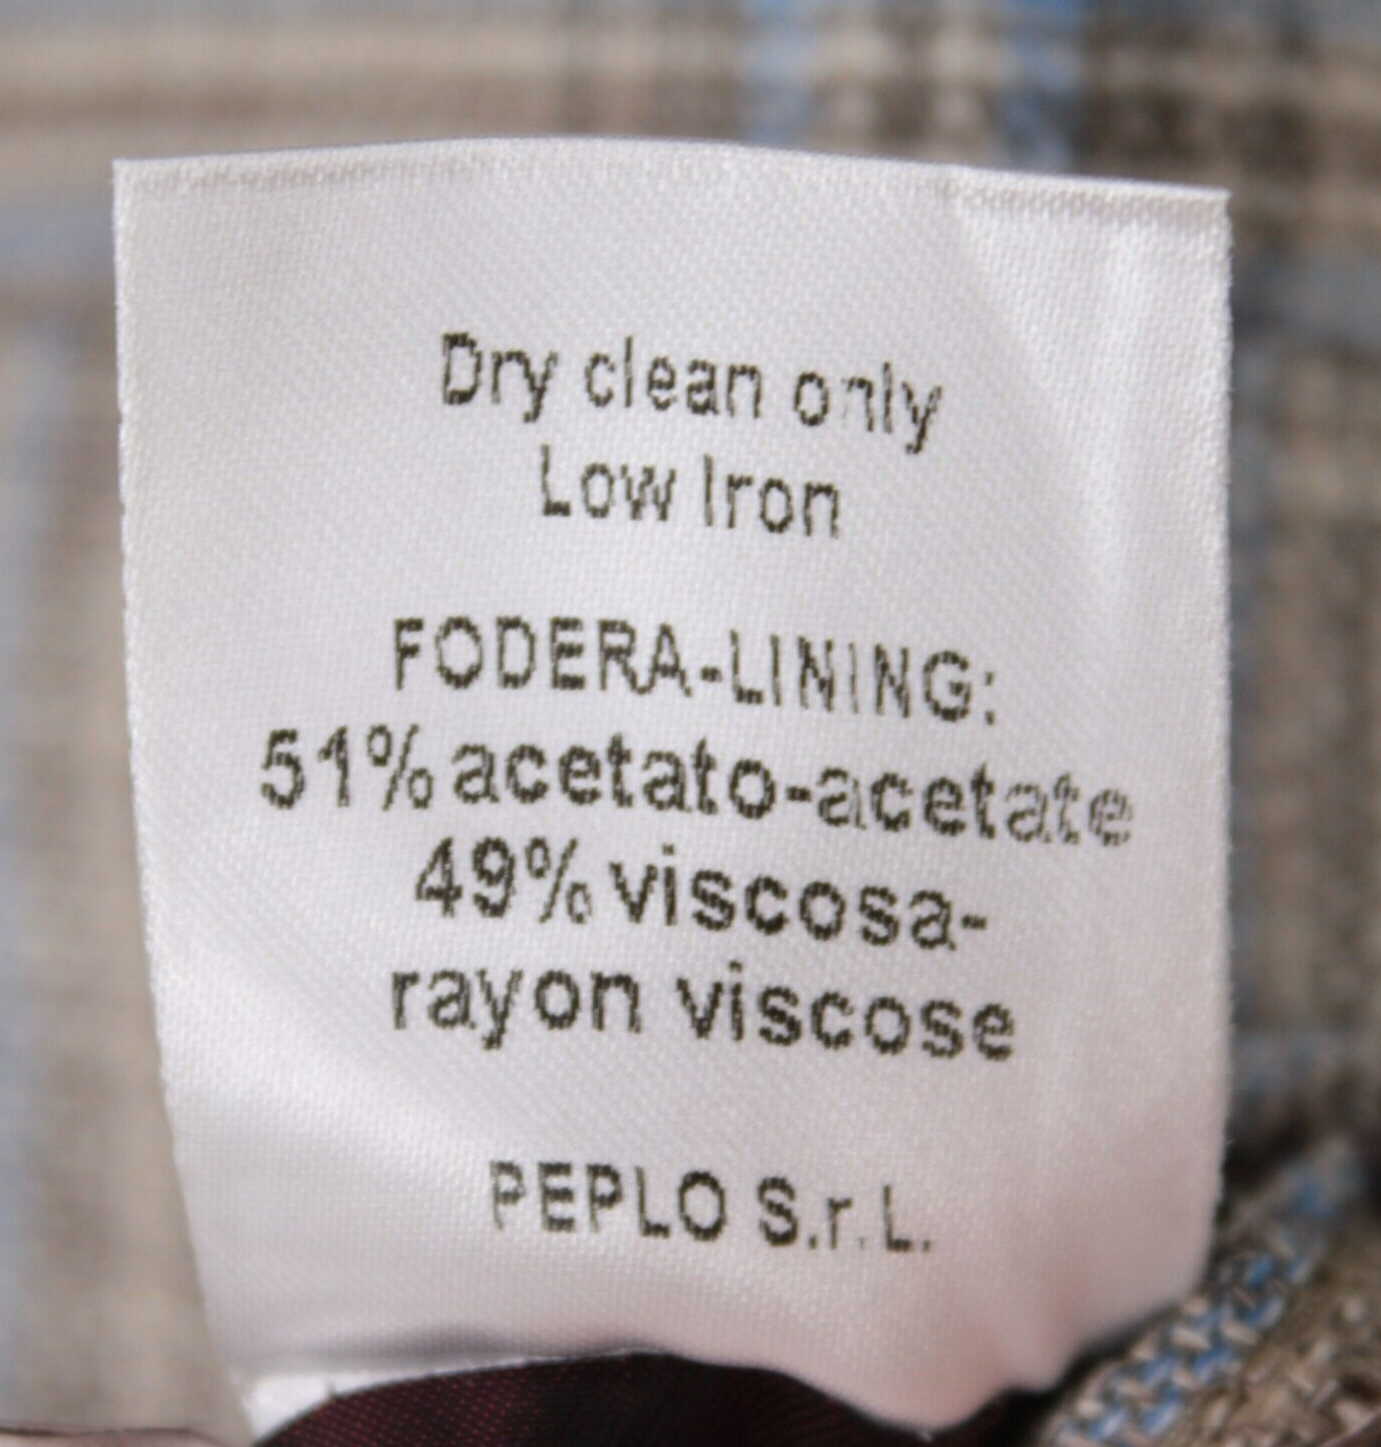 Dry clean only
Low Iron
FODERA-LINING:
51% acetato-acetate
49% viscosa-
rayon viscose
PEPLO S.r.L.